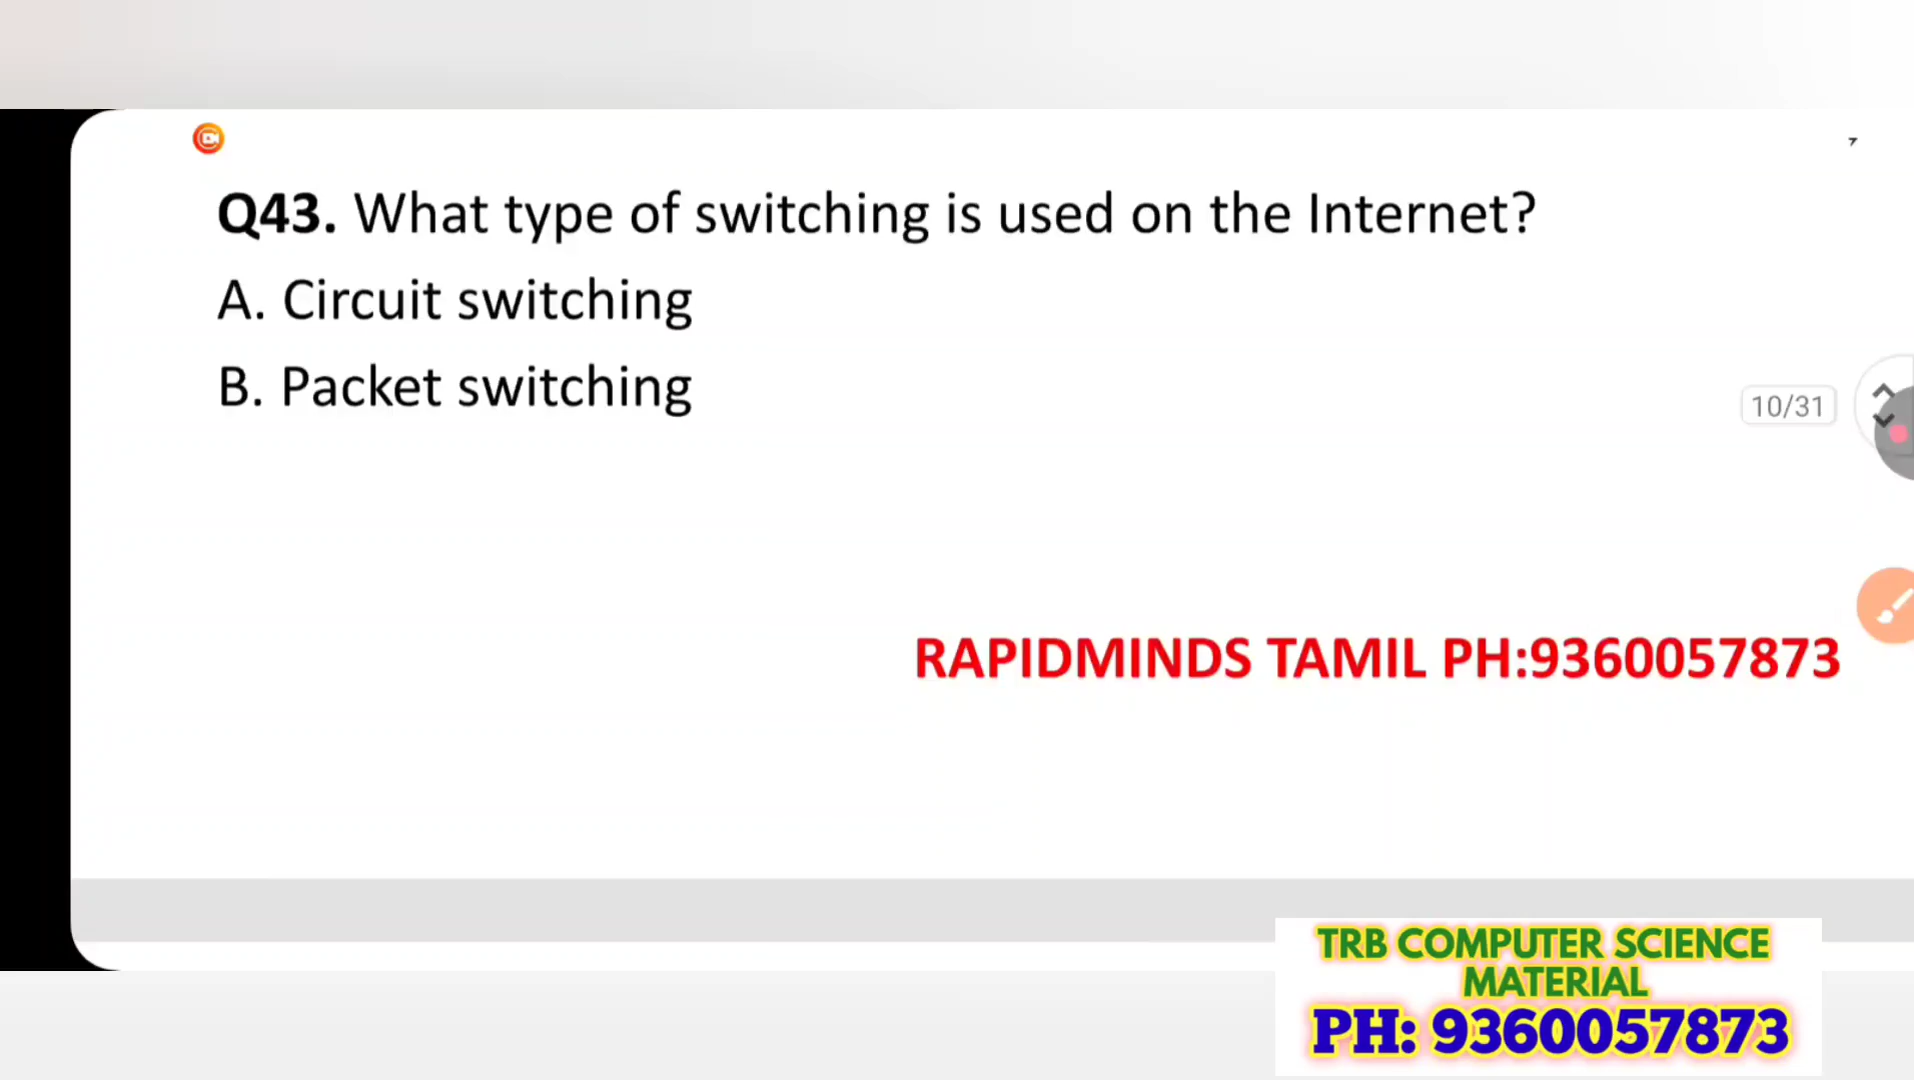 Q43. What type of switching is used on the Internet?
A. Circuit switching
B. Packet switching
10/31
RAPIDMINDS TAMIL PH:9360057873
TRB COMPUTER SCIENCE
MATERIAL
PH: 9360057873